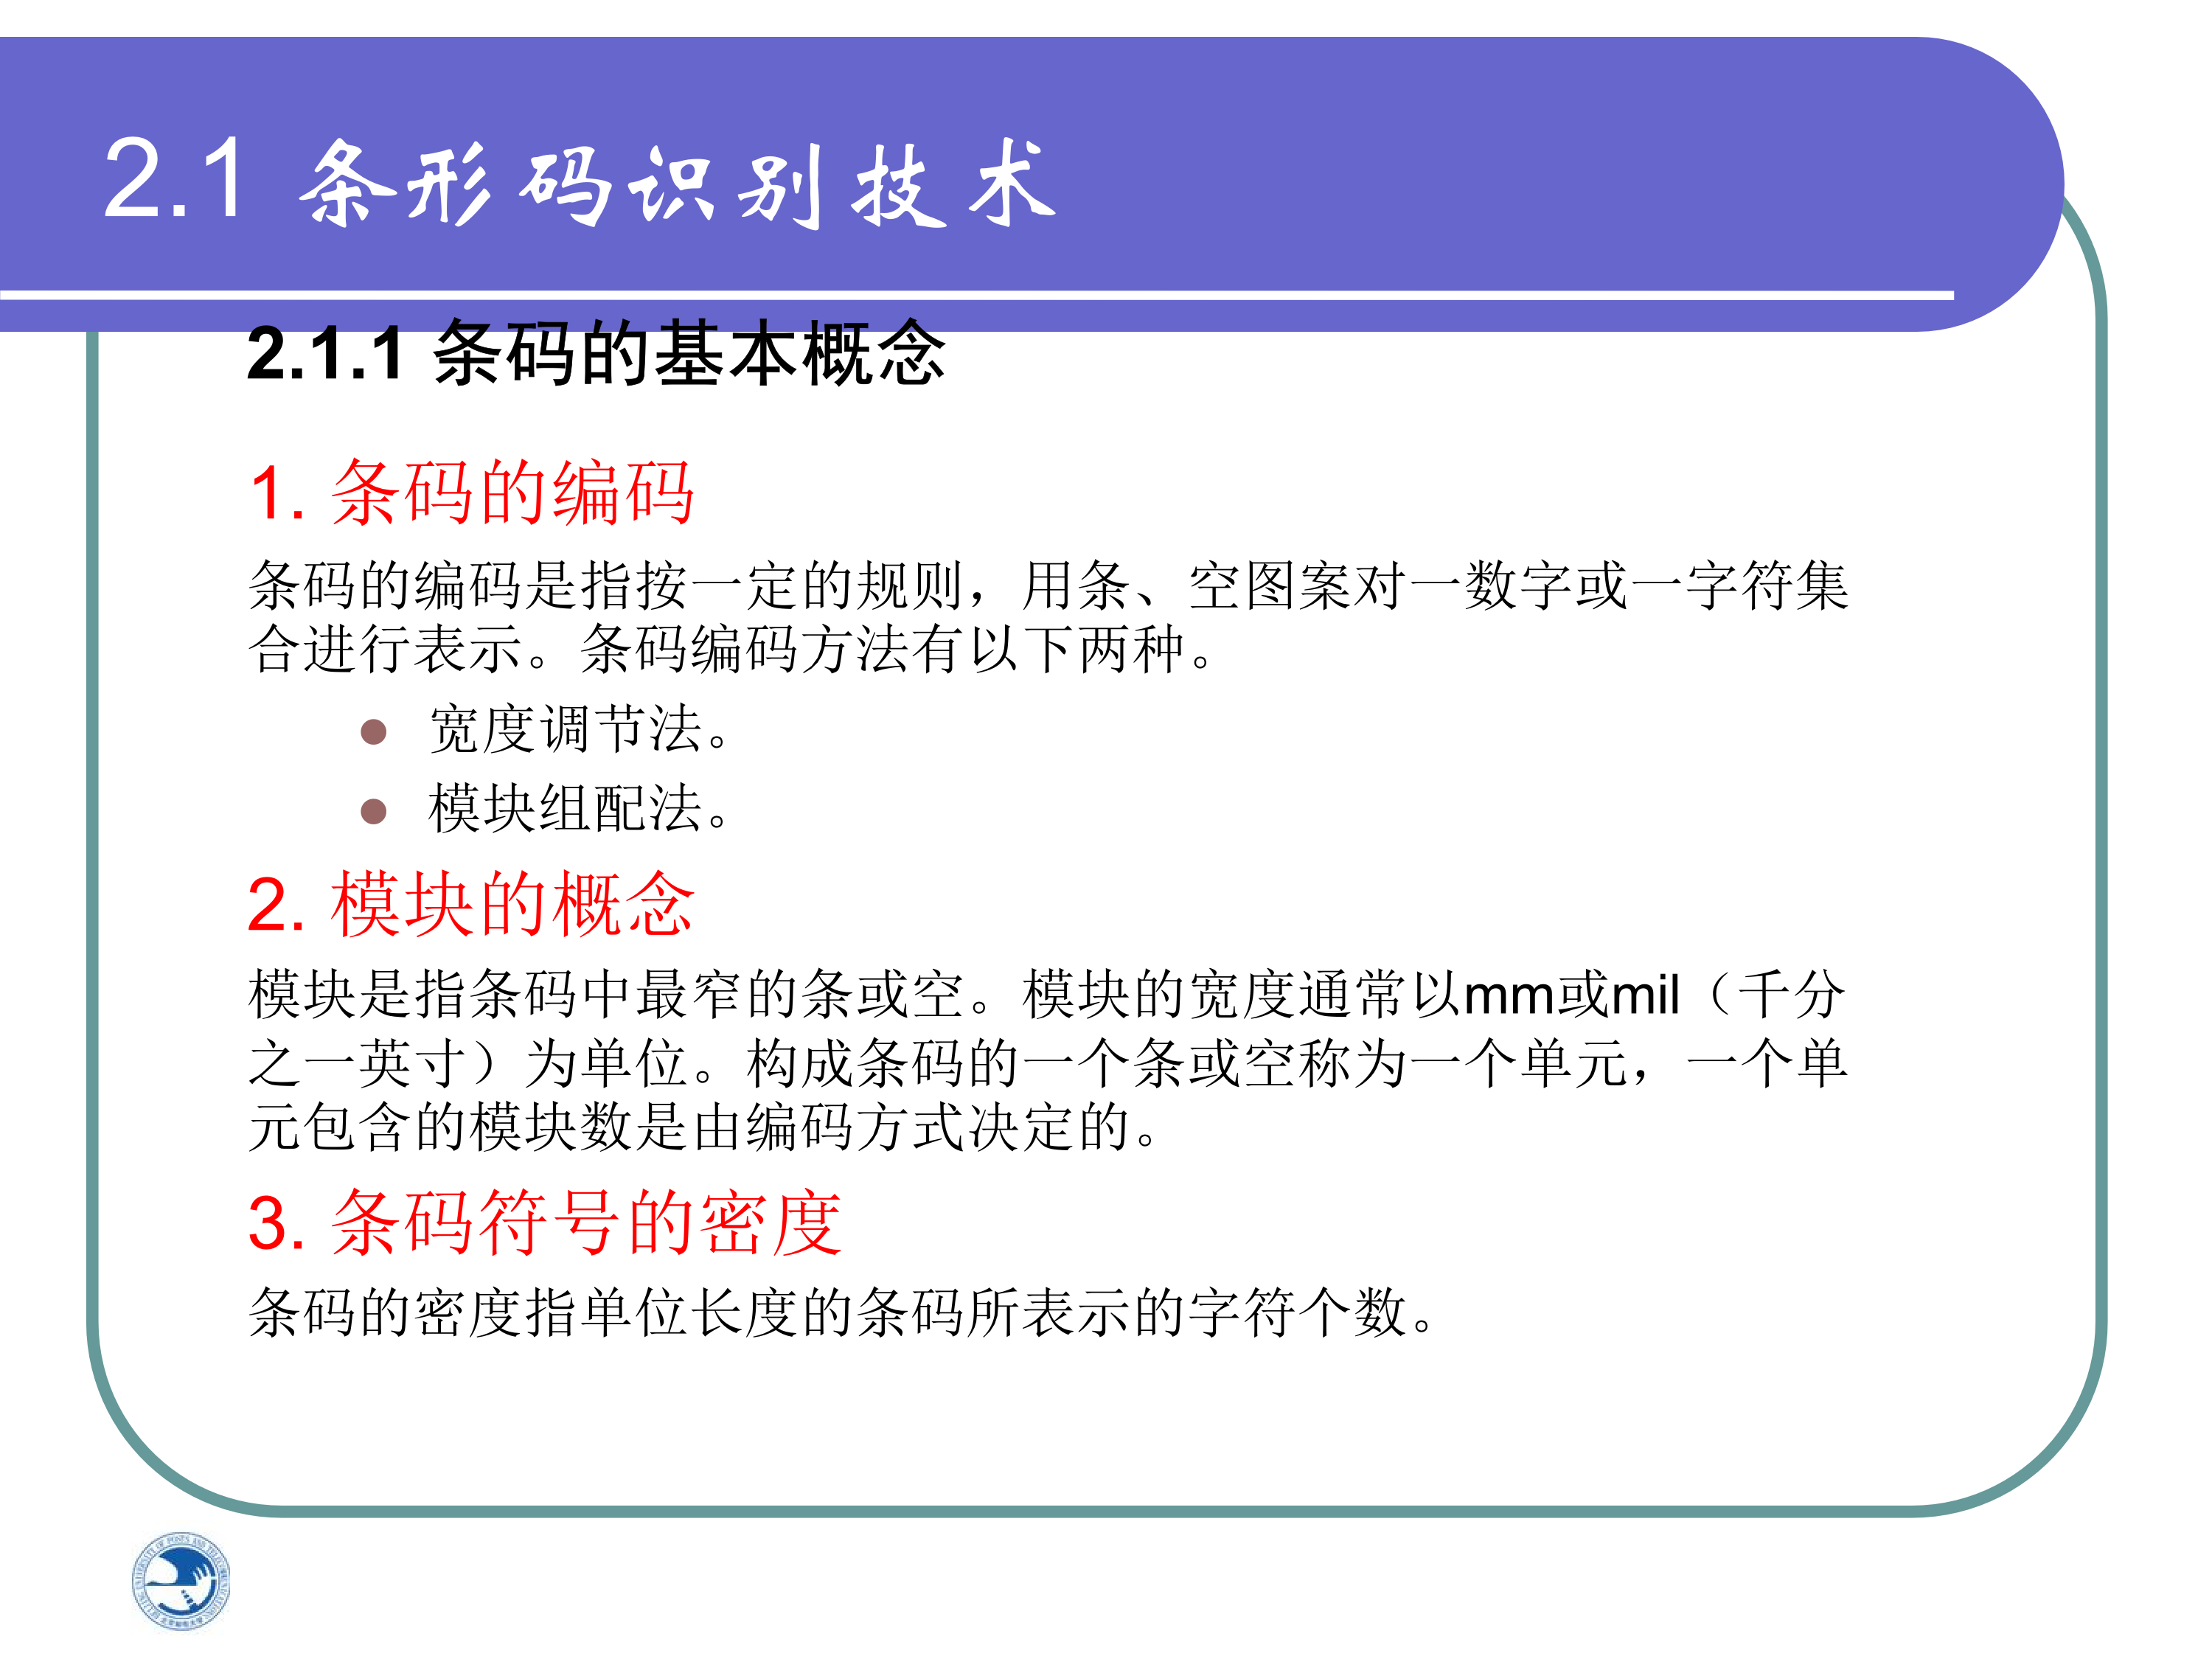 2.1 条形码识别技术
2.1.1 条码的基本概念
1. 条码的编码
条码的编码是指按一定的规则，用条、空图案对一数字或一字符集
合进行表示。条码编码方法有以下两种。
● 宽度调节法。
● 模块组配法。
2. 模块的概念
模块是指条码中最窄的条或空。模块的宽度通常以mm或mil（千分
之一英寸）为单位。构成条码的一个条或空称为一个单元，一个单
元包含的模块数是由编码方式决定的。
3. 条码符号的密度
条码的密度指单位长度的条码所表示的字符个数。